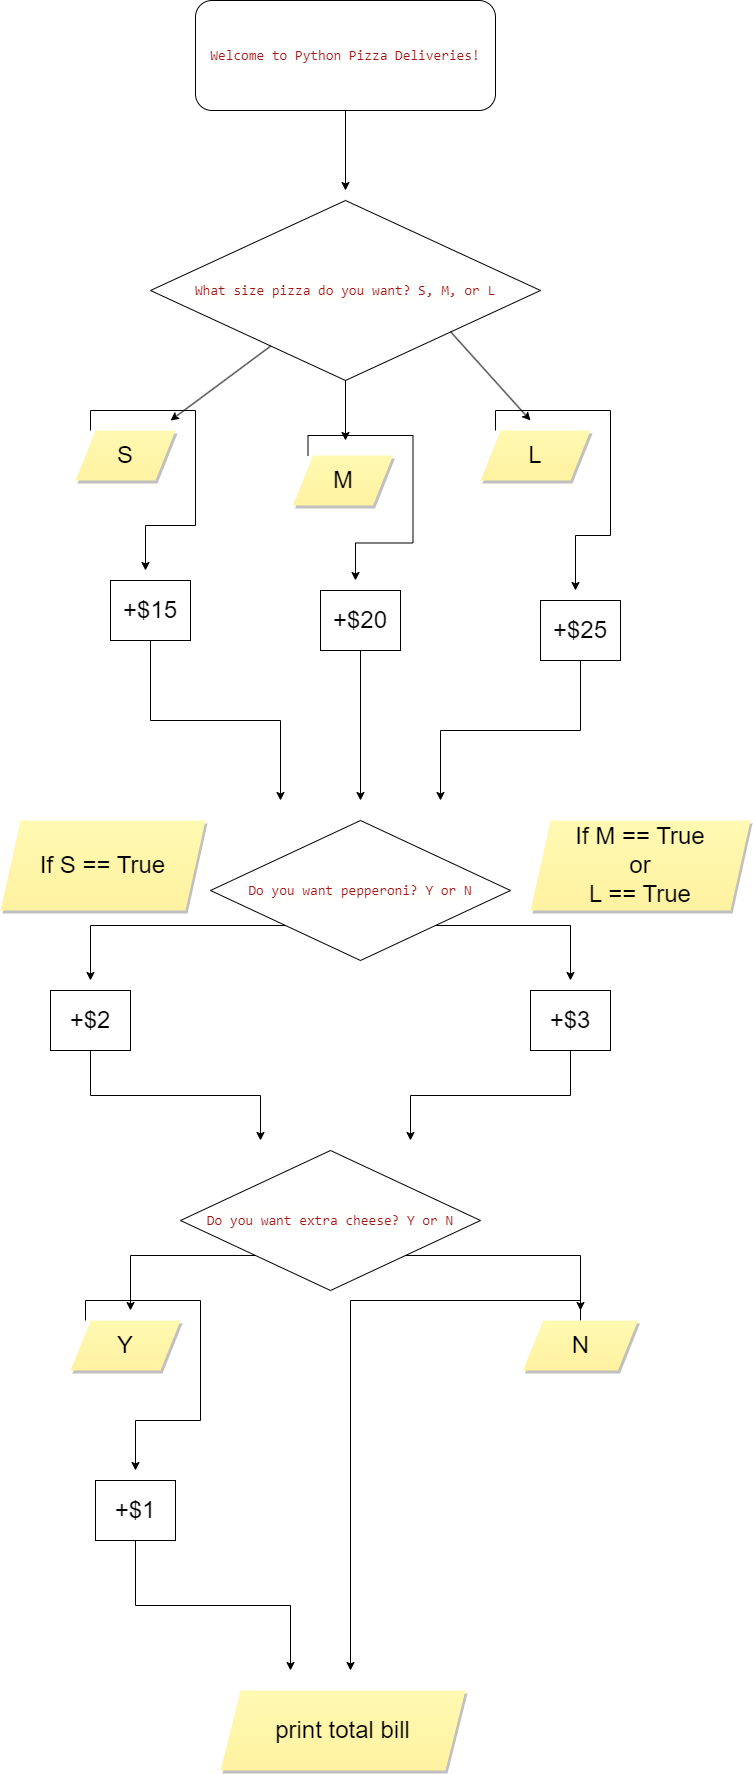 Welcome to Python Pizza Deliveries!
What size pizza do you want? S, M, or L
S
M
L
+$15
+$20
+$25
If S == True
Do you want pepperoni? Y or N
If M == True
or
L == True
+$2
+$3
Do you want extra cheese? Y or N
Y
N
+$1
print total bill